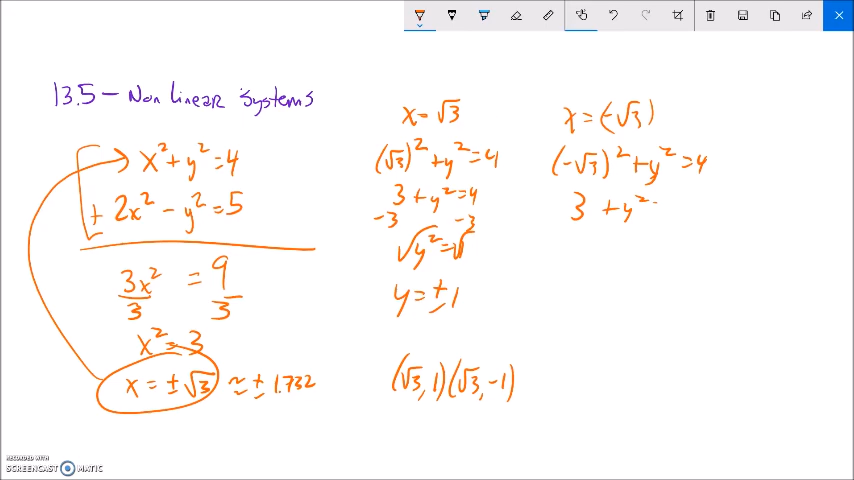 13.5 – Non linear Systems
x² + y² = 4
+ 2x² - y² = 5
3x² = 9
3 3
x² = 3
x = ±√3 ≈ ± 1.732
x = √3
(√3)² + y² = 4
3 + y² = 4
-3 -3
√y² = √
y = ±1
(√3, 1) (√3, -1)
x = (-√3)
(-√3)² + y² = 4
3 + y²
RECORDED WITH
SCREENCAST MATIC